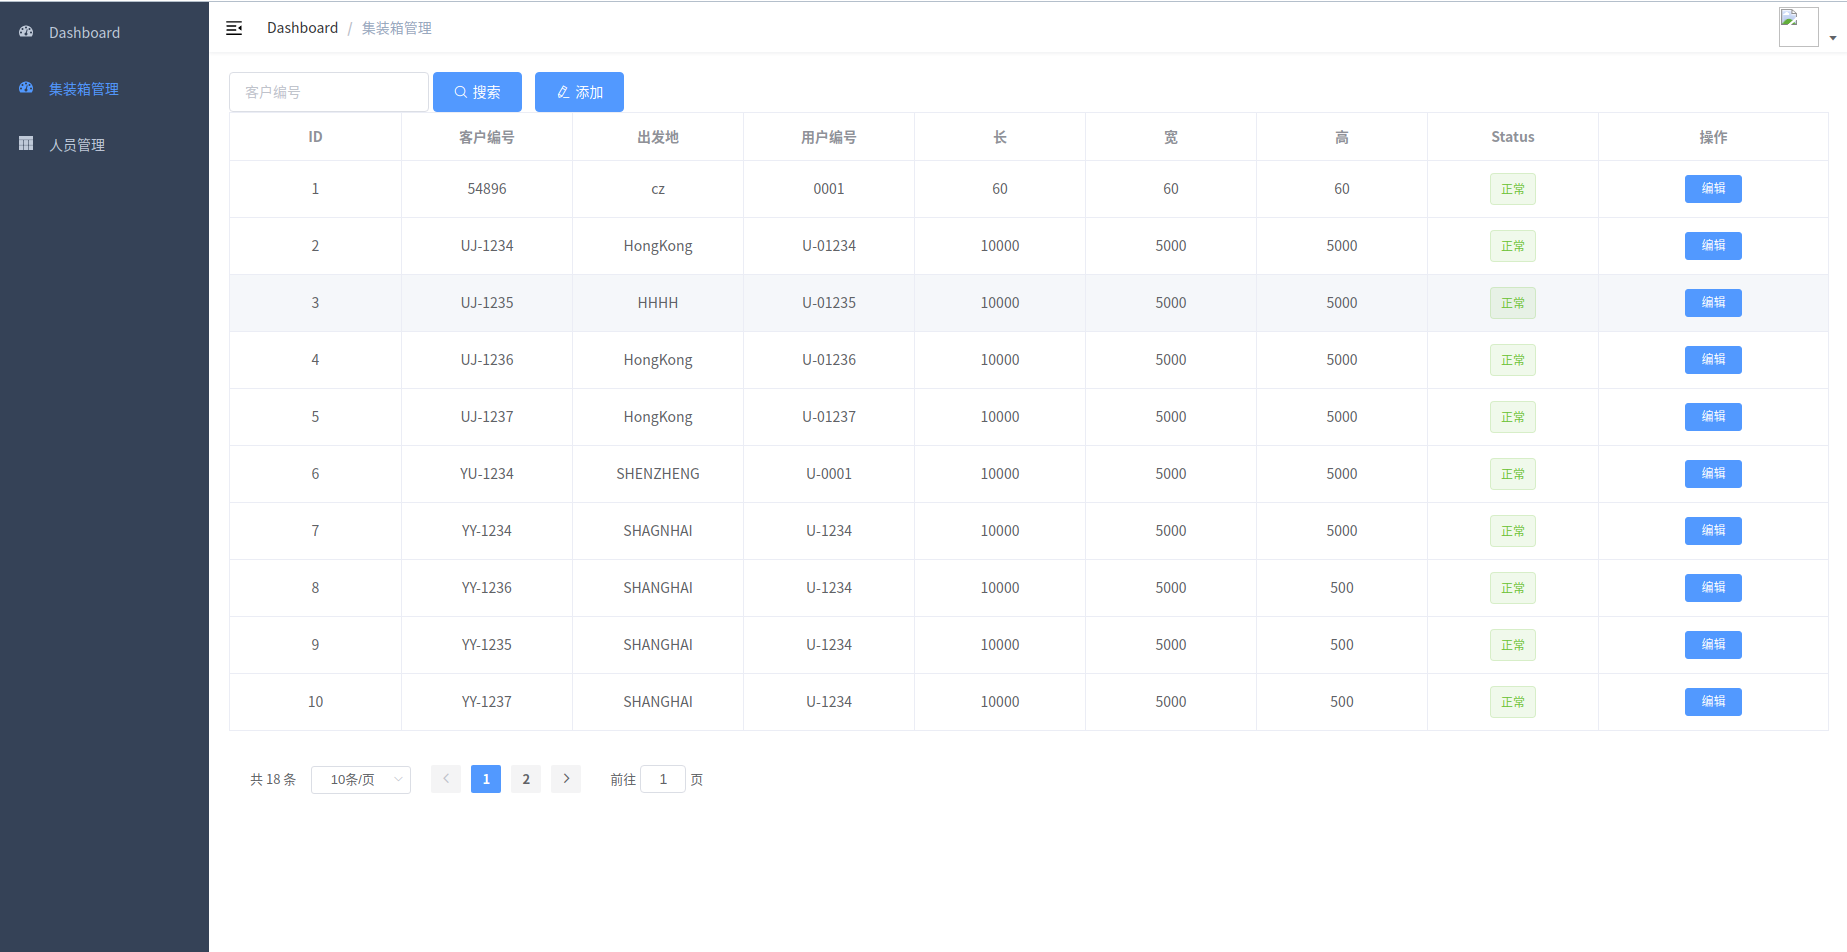 Dashboard
集装箱管理
人员管理
Dashboard / 集装箱管理
客户编号 搜索 添加
ID 客户编号 出发地 用户编号 长 宽 高 Status 操作
1 54896 cz 0001 60 60 60 正常 编辑
2 UJ-1234 HongKong U-01234 10000 5000 5000 正常 编辑
3 UJ-1235 HHHH U-01235 10000 5000 5000 正常 编辑
4 UJ-1236 HongKong U-01236 10000 5000 5000 正常 编辑
5 UJ-1237 HongKong U-01237 10000 5000 5000 正常 编辑
6 YU-1234 SHENZHENG U-0001 10000 5000 5000 正常 编辑
7 YY-1234 SHAGNHAI U-1234 10000 5000 5000 正常 编辑
8 YY-1236 SHANGHAI U-1234 10000 5000 500 正常 编辑
9 YY-1235 SHANGHAI U-1234 10000 5000 500 正常 编辑
10 YY-1237 SHANGHAI U-1234 10000 5000 500 正常 编辑
共 18 条 10条/页 1 2 前往 1 页